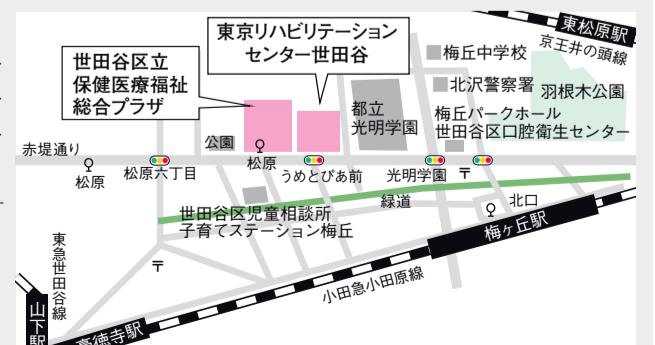 東松原駅
京王井の頭線
東京リハビリテーション
センター世田谷
世田谷区立
保健医療福祉
総合プラザ
梅丘中学校
北沢警察署
羽根木公園
都立
光明学園
梅丘パークホール
世田谷区口腔衛生センター
公園
赤堤通り
松原
松原六丁目
松原
うめとぴあ前
光明学園
〒
世田谷区児童相談所
子育てステーション梅丘
緑道
北口
梅ヶ丘駅
東急世田谷線
〒
小田急小田原線
山下駅
豪徳寺駅